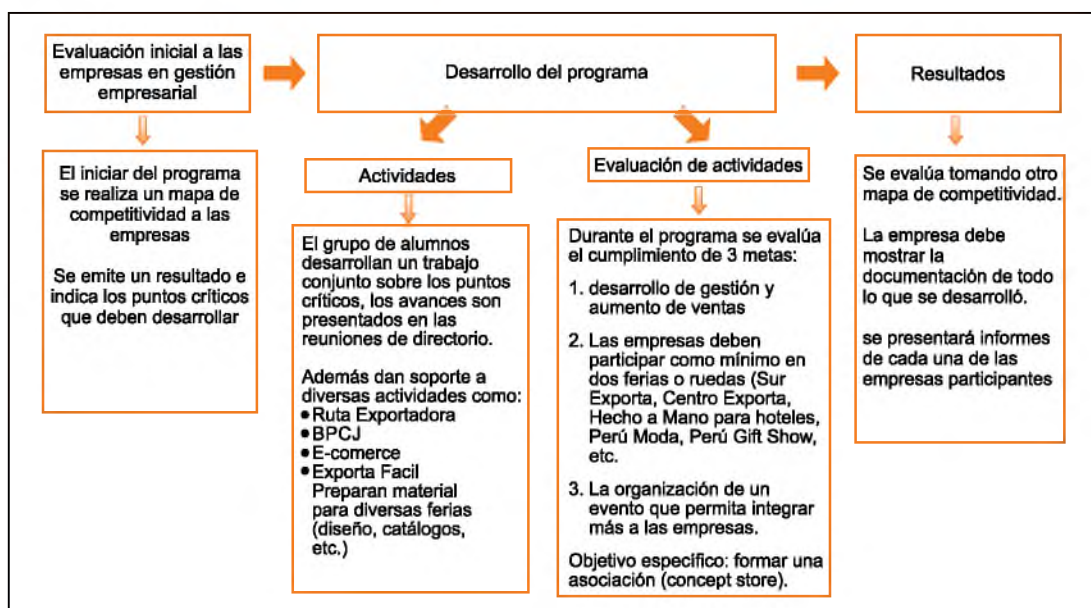 Evaluación inicial a las
empresas en gestión
empresarial
Desarrollo del programa
Resultados
El iniciar del programa
se realiza un mapa de
competitividad a las
empresas
Se emite un resultado e
indica los puntos críticos
que deben desarrollar
Actividades
El grupo de alumnos
desarrollan un trabajo
conjunto sobre los puntos
críticos, los avances son
presentados en las
reuniones de directorio.
Además dan soporte a
diversas actividades como:
● Ruta Exportadora
● BPCJ
● E-comerce
● Exporta Facil
Preparan material
para diversas ferias
(diseño, catálogos,
etc.)
Evaluación de actividades
Durante el programa se evalúa
el cumplimiento de 3 metas:
1. desarrollo de gestión y
aumento de ventas
2. Las empresas deben
participar como mínimo en
dos ferias o ruedas (Sur
Exporta, Centro Exporta,
Hecho a Mano para hoteles,
Perú Moda, Perú Gift Show,
etc.
3. La organización de un
evento que permita integrar
más a las empresas.
Objetivo especifico: formar una
asociación (concept store).
Se evalúa tomando otro
mapa de competitividad.
La empresa debe
mostrar la
documentación de todo
lo que se desarrolló.
se presentará informes
de cada una de las
empresas participantes